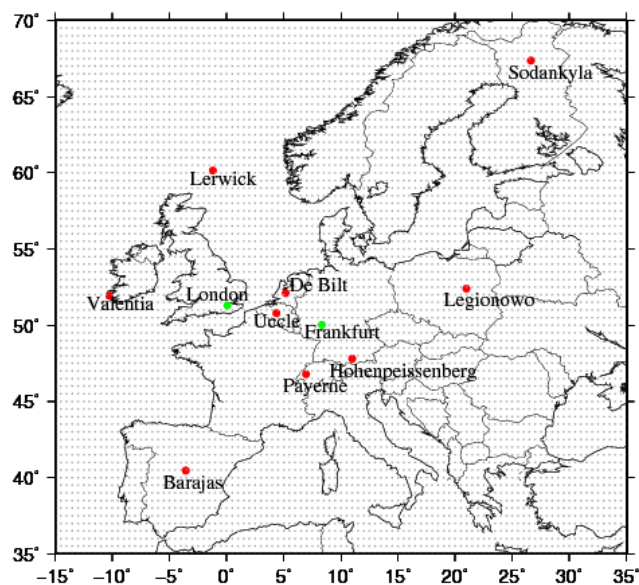 70°
65°
60°
55°
50°
45°
40°
35°
Sodankyla
Lerwick
De Bilt
London
Valentia
Legionowo
Uccle
Frankfurt
Hohenpeissenberg
Payerne
Barajas
−15° −10° −5° 0° 5° 10° 15° 20° 25° 30° 35°